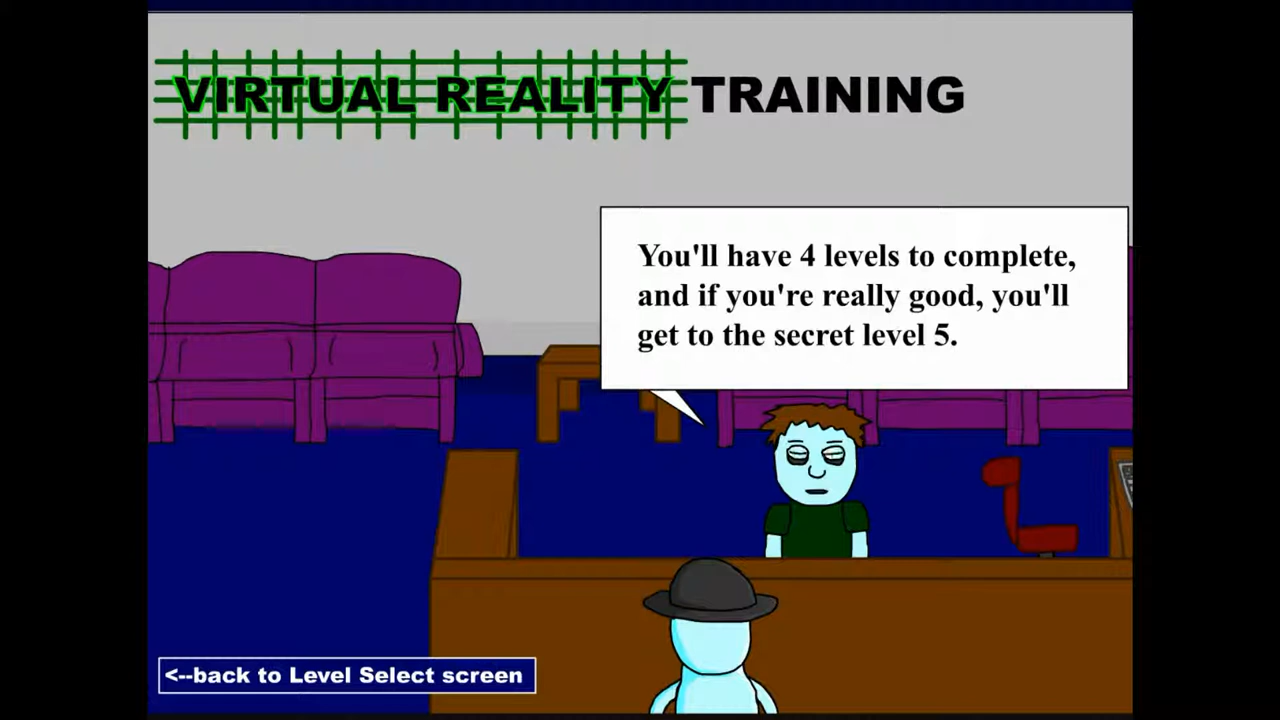 VIRTUAL REALITY TRAINING
You'll have 4 levels to complete,
and if you're really good, you'll
get to the secret level 5.
<--back to Level Select screen